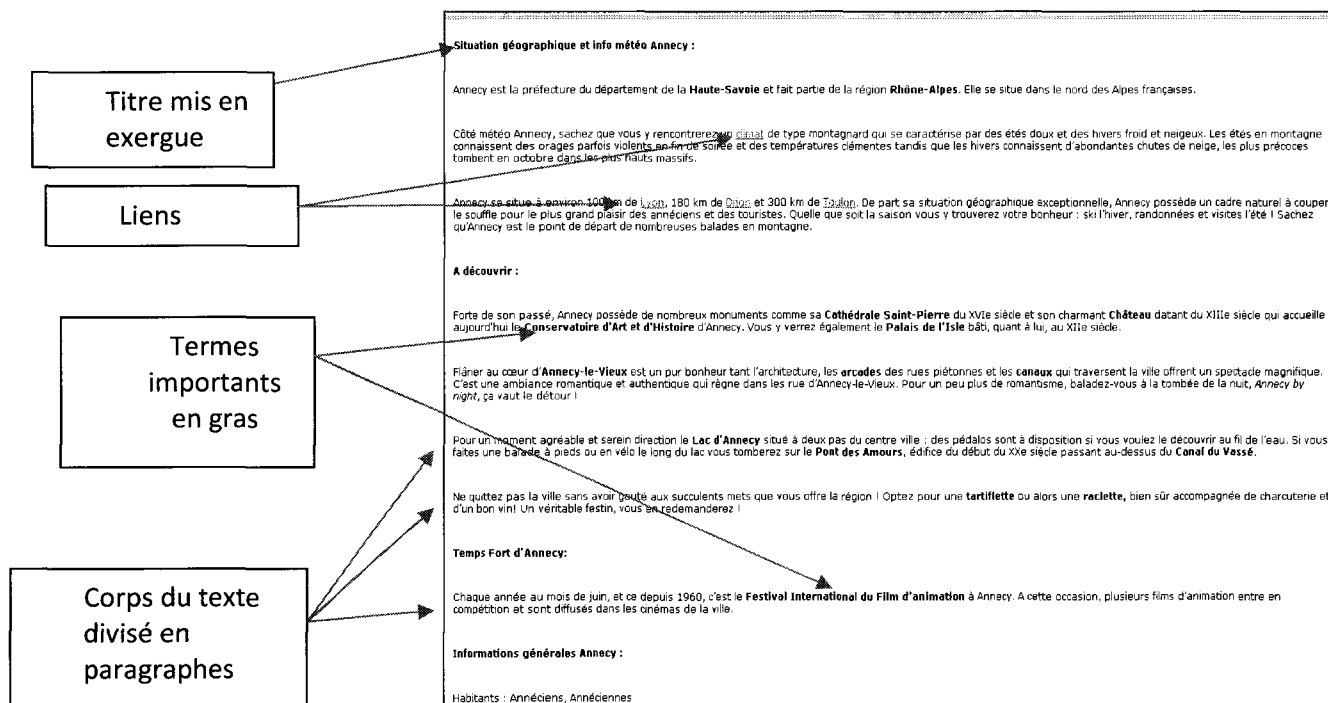 Titre mis en
exergue
Liens
Termes
importants
en gras
Corps du texte
divisé en
paragraphes
Situation géographique et info météo Annecy :
Annecy est la préfecture du département de la Haute-Savoie et fait partie de la région Rhône-Alpes. Elle se situe dans le nord des Alpes françaises.
Côté météo Annecy, sachez que vous y rencontrerez un climat de type montagnard qui se caractérise par des étés doux et des hivers froid et neigeux. Les étés en montagne
connaissent des orages parfois violents en fin de soirée et des températures clémentes tandis que les hivers connaissent d'abondantes chutes de neige, les plus précoces
tombent en octobre dans les plus hauts massifs.
Annecy se situe à environ 100 km de Lyon, 180 km de Dijon et 300 km de Toulon. De part sa situation géographique exceptionnelle, Annecy possède un cadre naturel à couper
le souffle pour le plus grand plaisir des annéciens et des touristes. Quelle que soit la saison vous y trouverez votre bonheur : ski l'hiver, randonnées et visites l'été ! Sachez
qu'Annecy est le point de départ de nombreuses balades en montagne.
A découvrir :
Forte de son passé, Annecy possède de nombreux monuments comme sa Cathédrale Saint-Pierre du XVIe siècle et son charmant Château datant du XIIIe siècle qui accueille
aujourd'hui le Conservatoire d'Art et d'Histoire d'Annecy. Vous y verrez également le Palais de l'Isle bâti, quant à lui, au XIIe siècle.
Flâner au cœur d'Annecy-le-Vieux est un pur bonheur tant l'architecture, les arcades des rues piétonnes et les canaux qui traversent la ville offrent un spectacle magnifique.
C'est une ambiance romantique et authentique qui règne dans les rue d'Annecy-le-Vieux. Pour un peu plus de romantisme, baladez-vous à la tombée de la nuit, Annecy by
night, ça vaut le détour !
Pour un moment agréable et serein direction le Lac d'Annecy situé à deux pas du centre ville : des pédalos sont à disposition si vous voulez le découvrir au fil de l'eau. Si vous
faites une balade à pieds ou en vélo le long du lac vous tomberez sur le Pont des Amours, édifice du début du XXe siècle passant au-dessus du Canal du Vassé.
Ne quittez pas la ville sans avoir gouté aux succulents mets que vous offre la région ! Optez pour une tartiflette ou alors une raclette, bien sûr accompagnée de charcuterie et
d'un bon vin! Un véritable festin, vous en redemanderez !
Temps Fort d'Annecy:
Chaque année au mois de juin, et ce depuis 1960, c'est le Festival International du Film d'animation à Annecy. A cette occasion, plusieurs films d'animation entre en
compétition et sont diffusés dans les cinémas de la ville.
Informations générales Annecy :
Habitants : Annéciens, Annéciennes